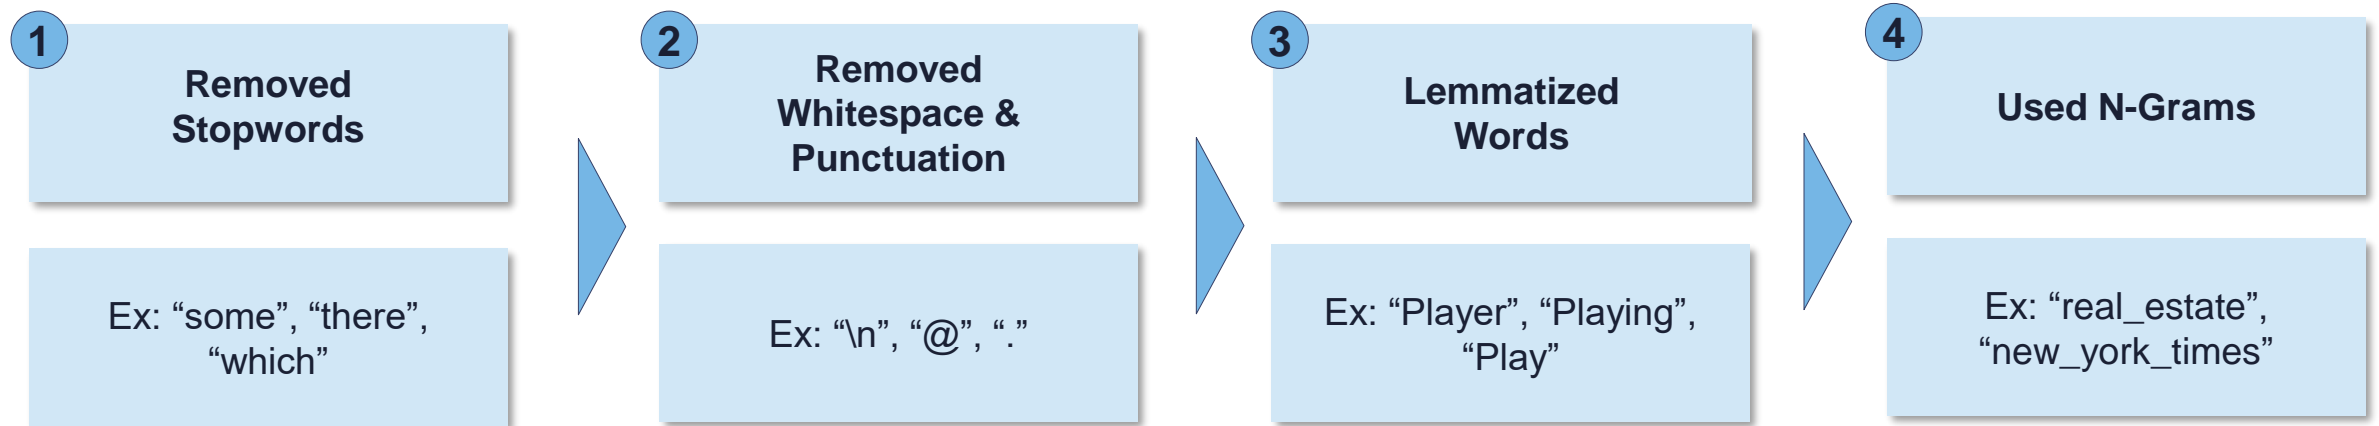 1
Removed
Stopwords
Ex: “some”, “there”,
“which”
2
Removed
Whitespace &
Punctuation
Ex: “\n”, “@”, “.”
3
Lemmatized
Words
Ex: “Player”, “Playing”,
“Play”
4
Used N-Grams
Ex: “real_estate”,
“new_york_times”